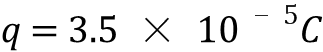 q = 3.5 × 10⁻⁵C